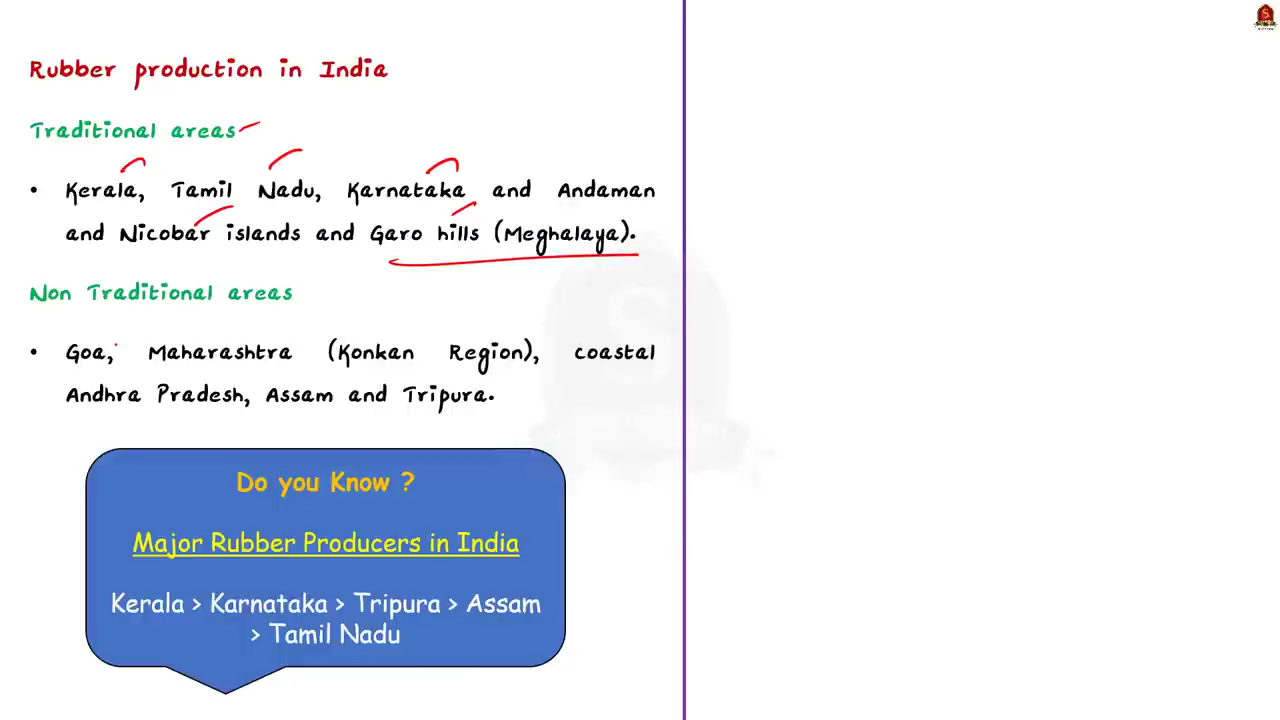 Rubber production in India
Traditional areas
• Kerala, Tamil Nadu, Karnataka and Andaman
and Nicobar islands and Garo hills (Meghalaya).
Non Traditional areas
• Goa, Maharashtra (Konkan Region), coastal
Andhra Pradesh, Assam and Tripura.
Do you Know ?
Major Rubber Producers in India
Kerala > Karnataka > Tripura > Assam
> Tamil Nadu